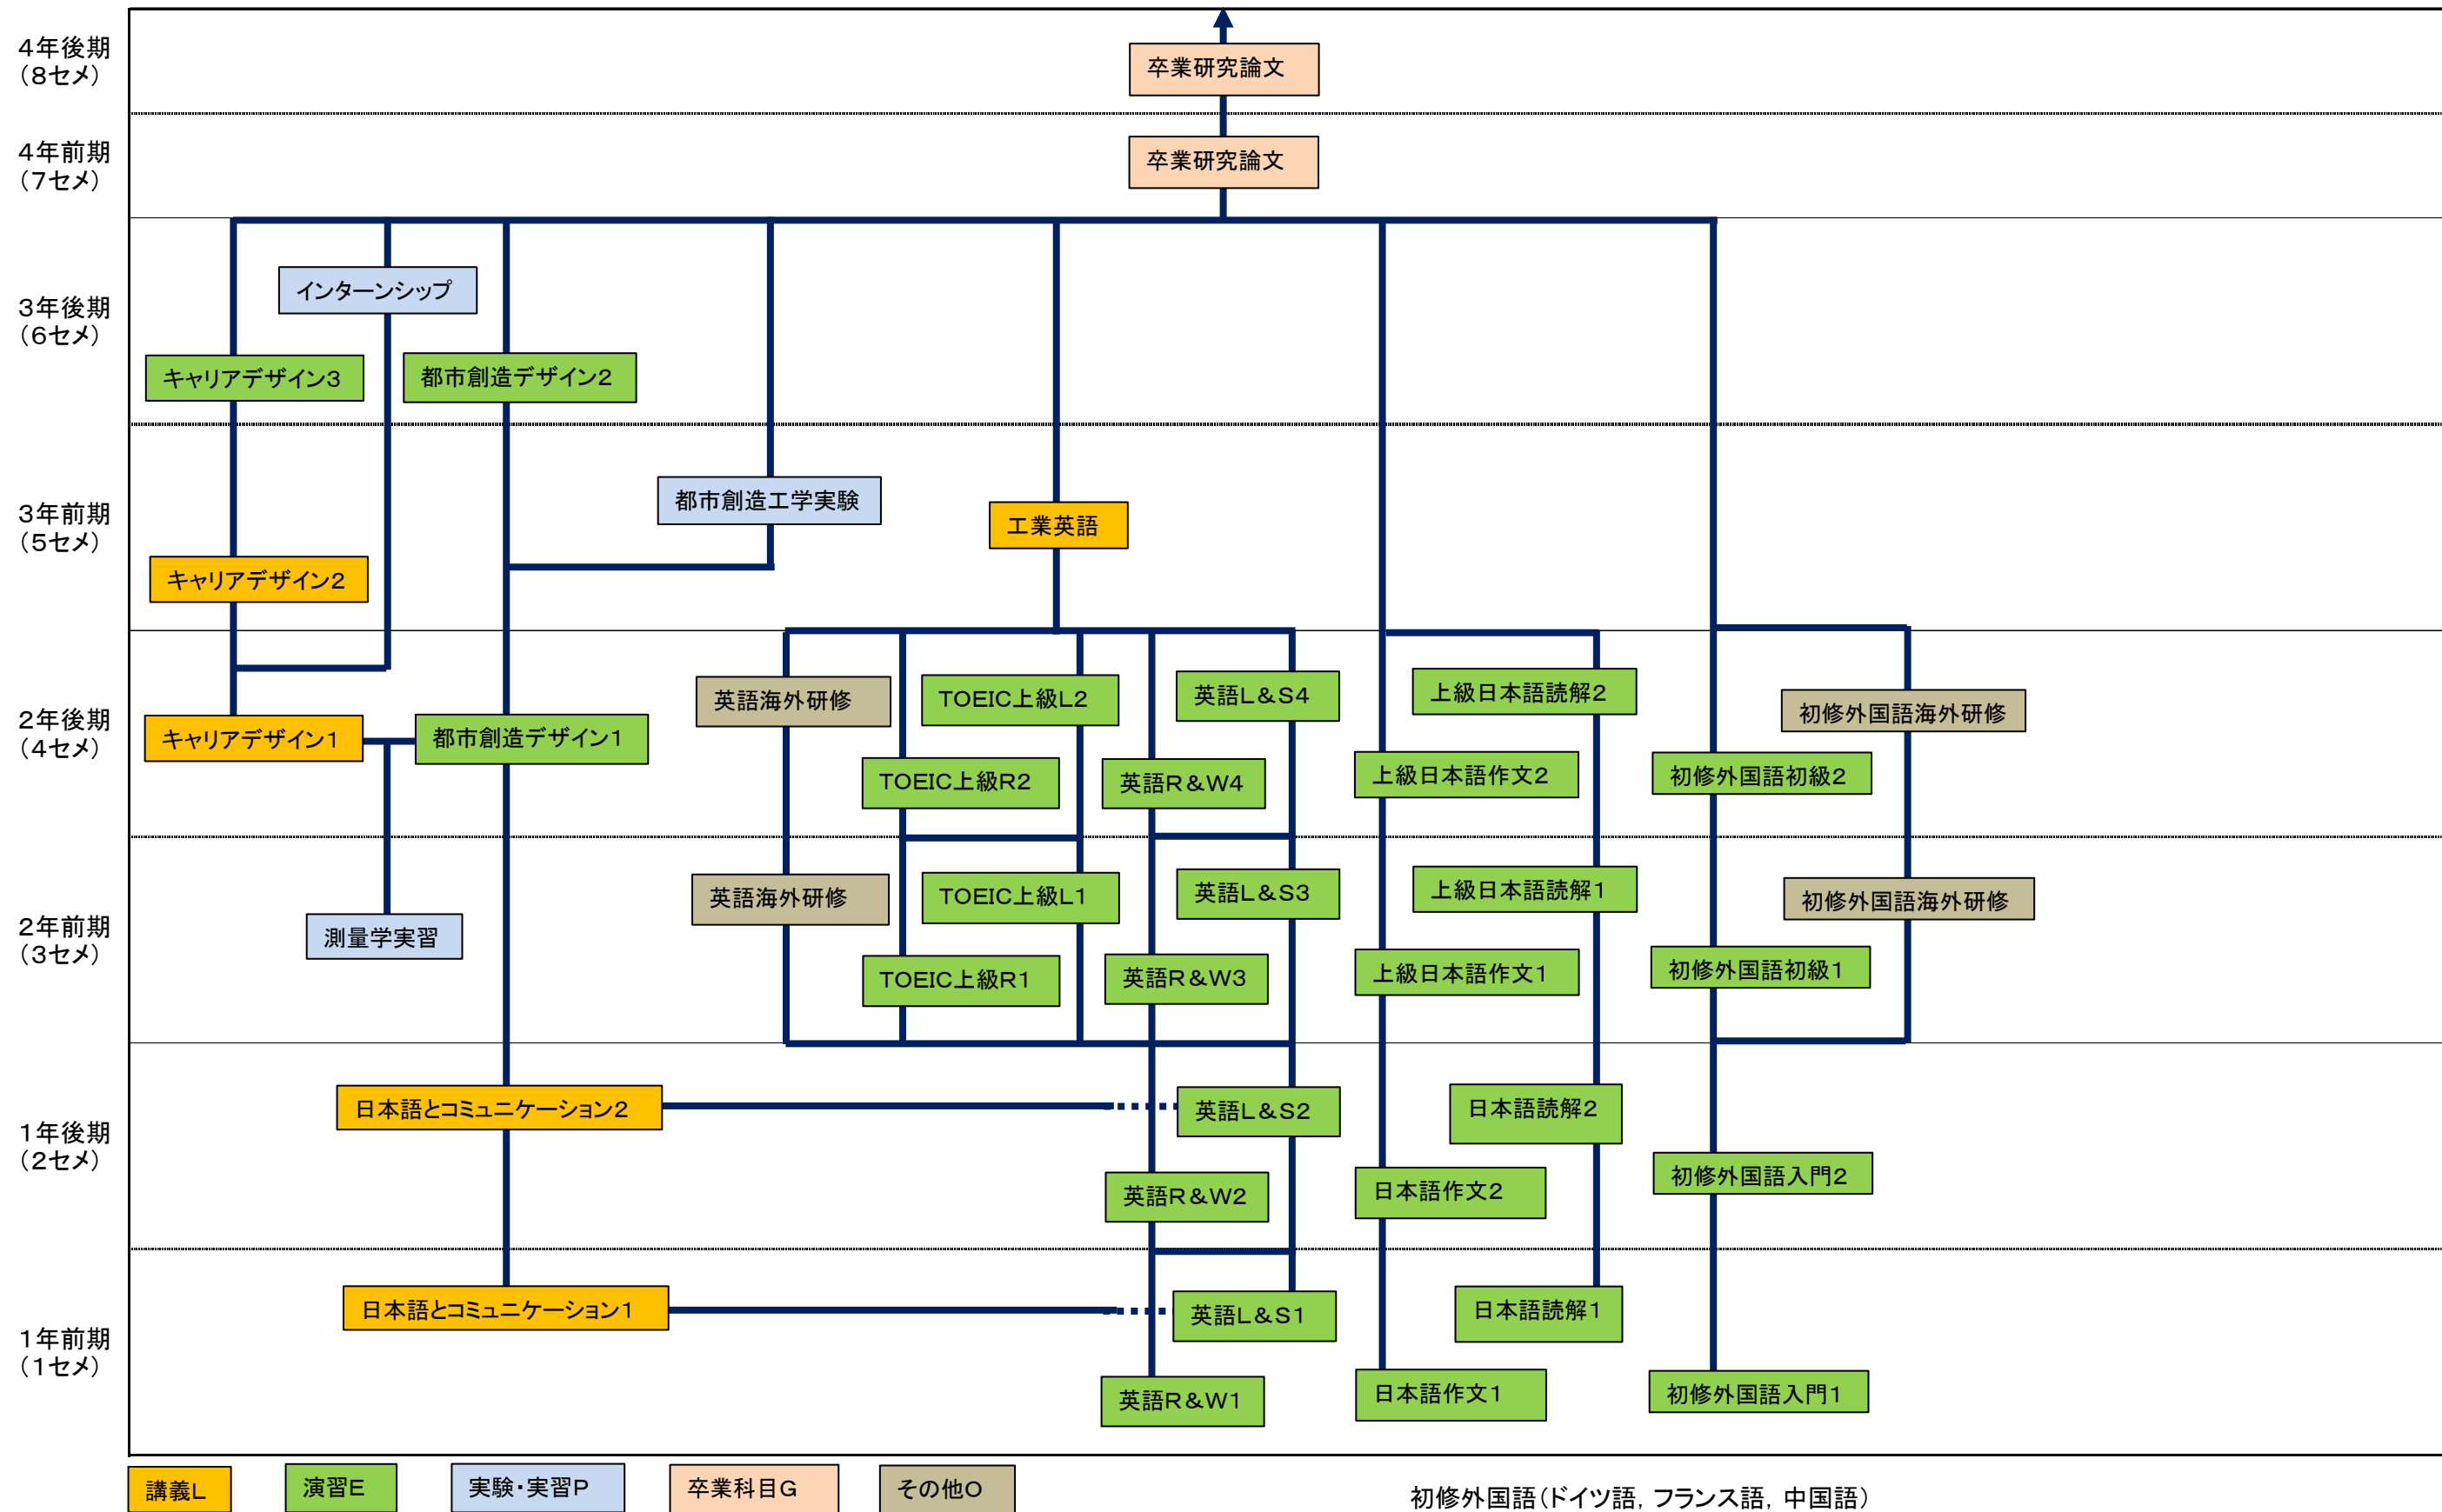 4年後期
(8セメ)
卒業研究論文
4年前期
(7セメ)
卒業研究論文
3年後期
(6セメ)
インターンシップ
キャリアデザイン3
都市創造デザイン2
3年前期
(5セメ)
都市創造工学実験
工業英語
キャリアデザイン2
2年後期
(4セメ)
英語海外研修
TOEIC上級L2
英語L&S4
上級日本語読解2
初修外国語海外研修
キャリアデザイン1
都市創造デザイン1
TOEIC上級R2
英語R&W4
上級日本語作文2
初修外国語初級2
2年前期
(3セメ)
英語海外研修
TOEIC上級L1
英語L&S3
上級日本語読解1
初修外国語海外研修
測量学実習
TOEIC上級R1
英語R&W3
上級日本語作文1
初修外国語初級1
1年後期
(2セメ)
日本語とコミュニケーション2
英語L&S2
日本語読解2
英語R&W2
日本語作文2
初修外国語入門2
1年前期
(1セメ)
日本語とコミュニケーション1
英語L&S1
日本語読解1
英語R&W1
日本語作文1
初修外国語入門1
講義L
演習E
実験・実習P
卒業科目G
その他O
初修外国語(ドイツ語, フランス語, 中国語)